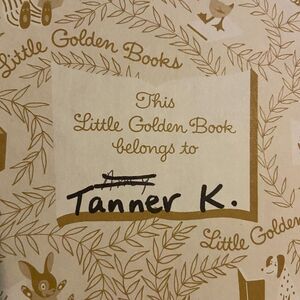 Little Golden Books
This
Little Golden Book
belongs to
Tanner K.
Little Golden